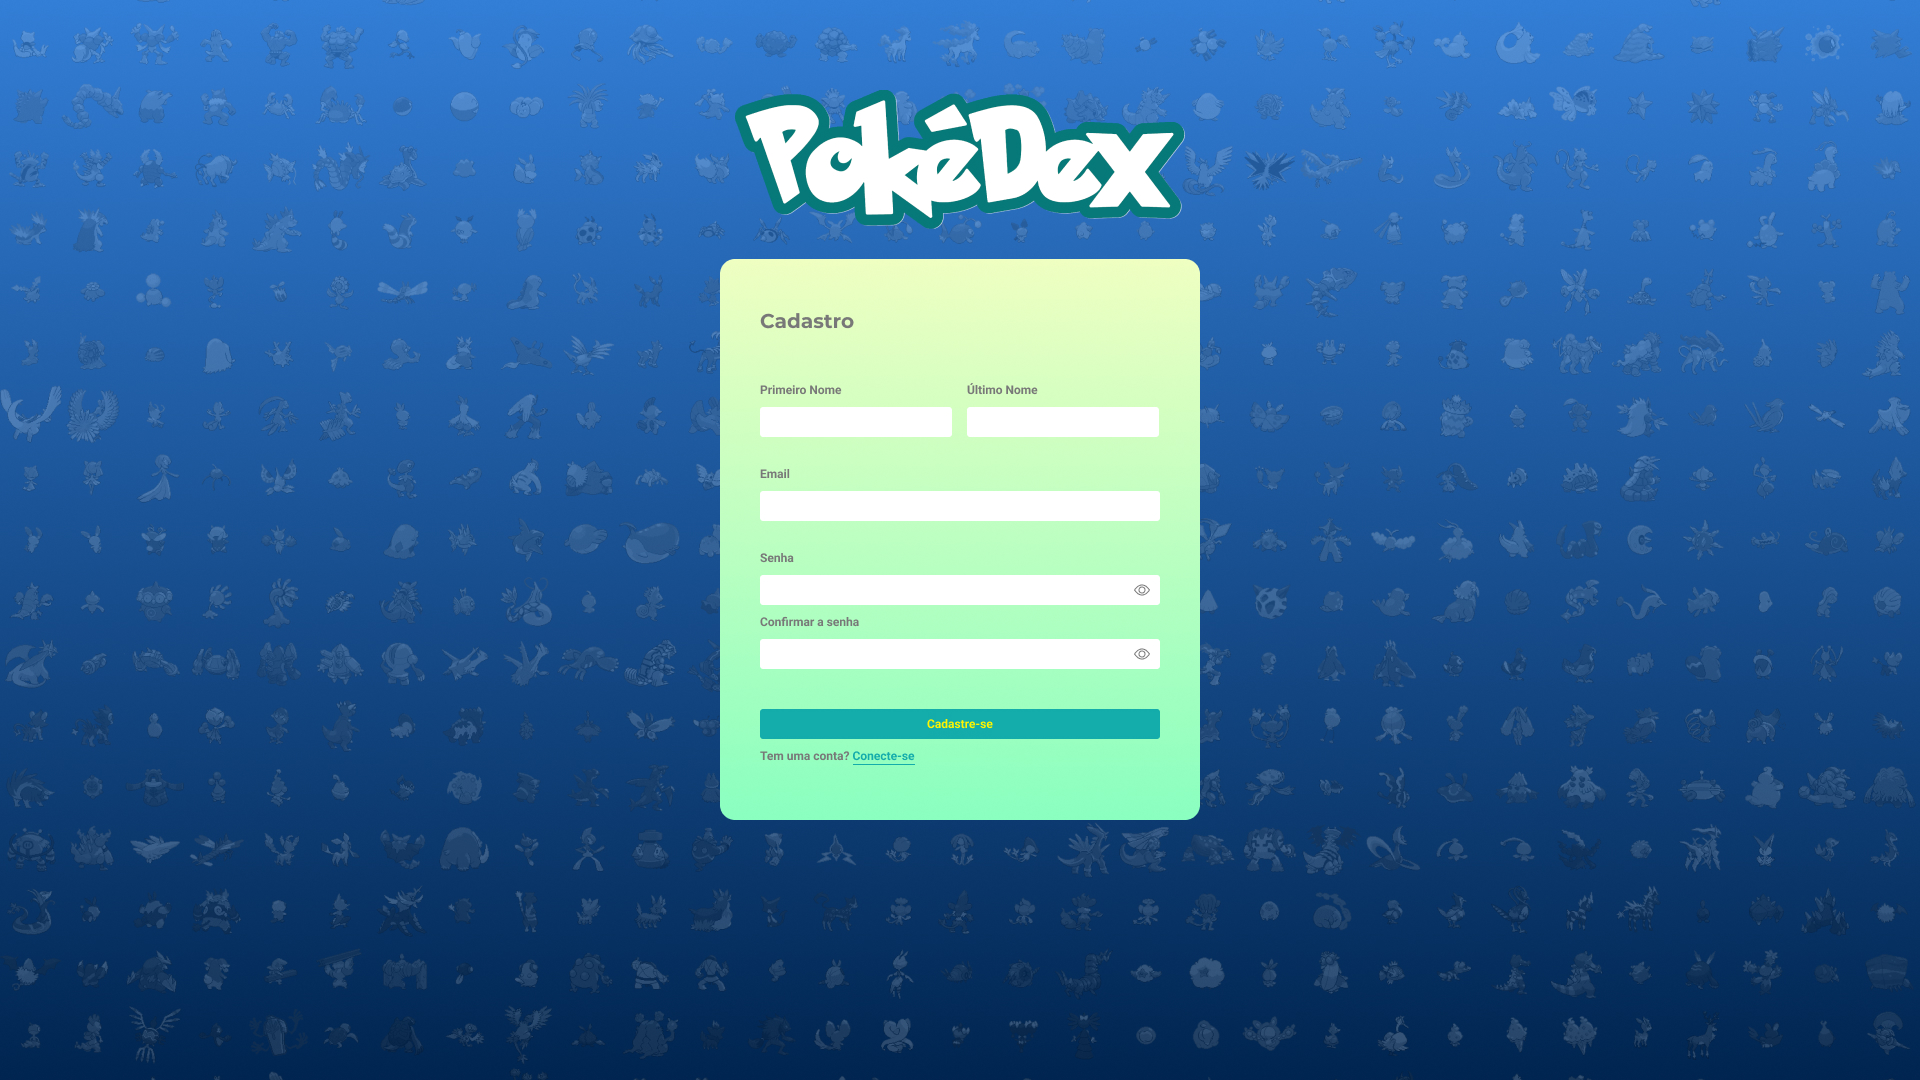 PokéDex
Cadastro
Primeiro Nome
Último Nome
Email
Senha
Confirmar a senha
Cadastre-se
Tem uma conta? Conecte-se